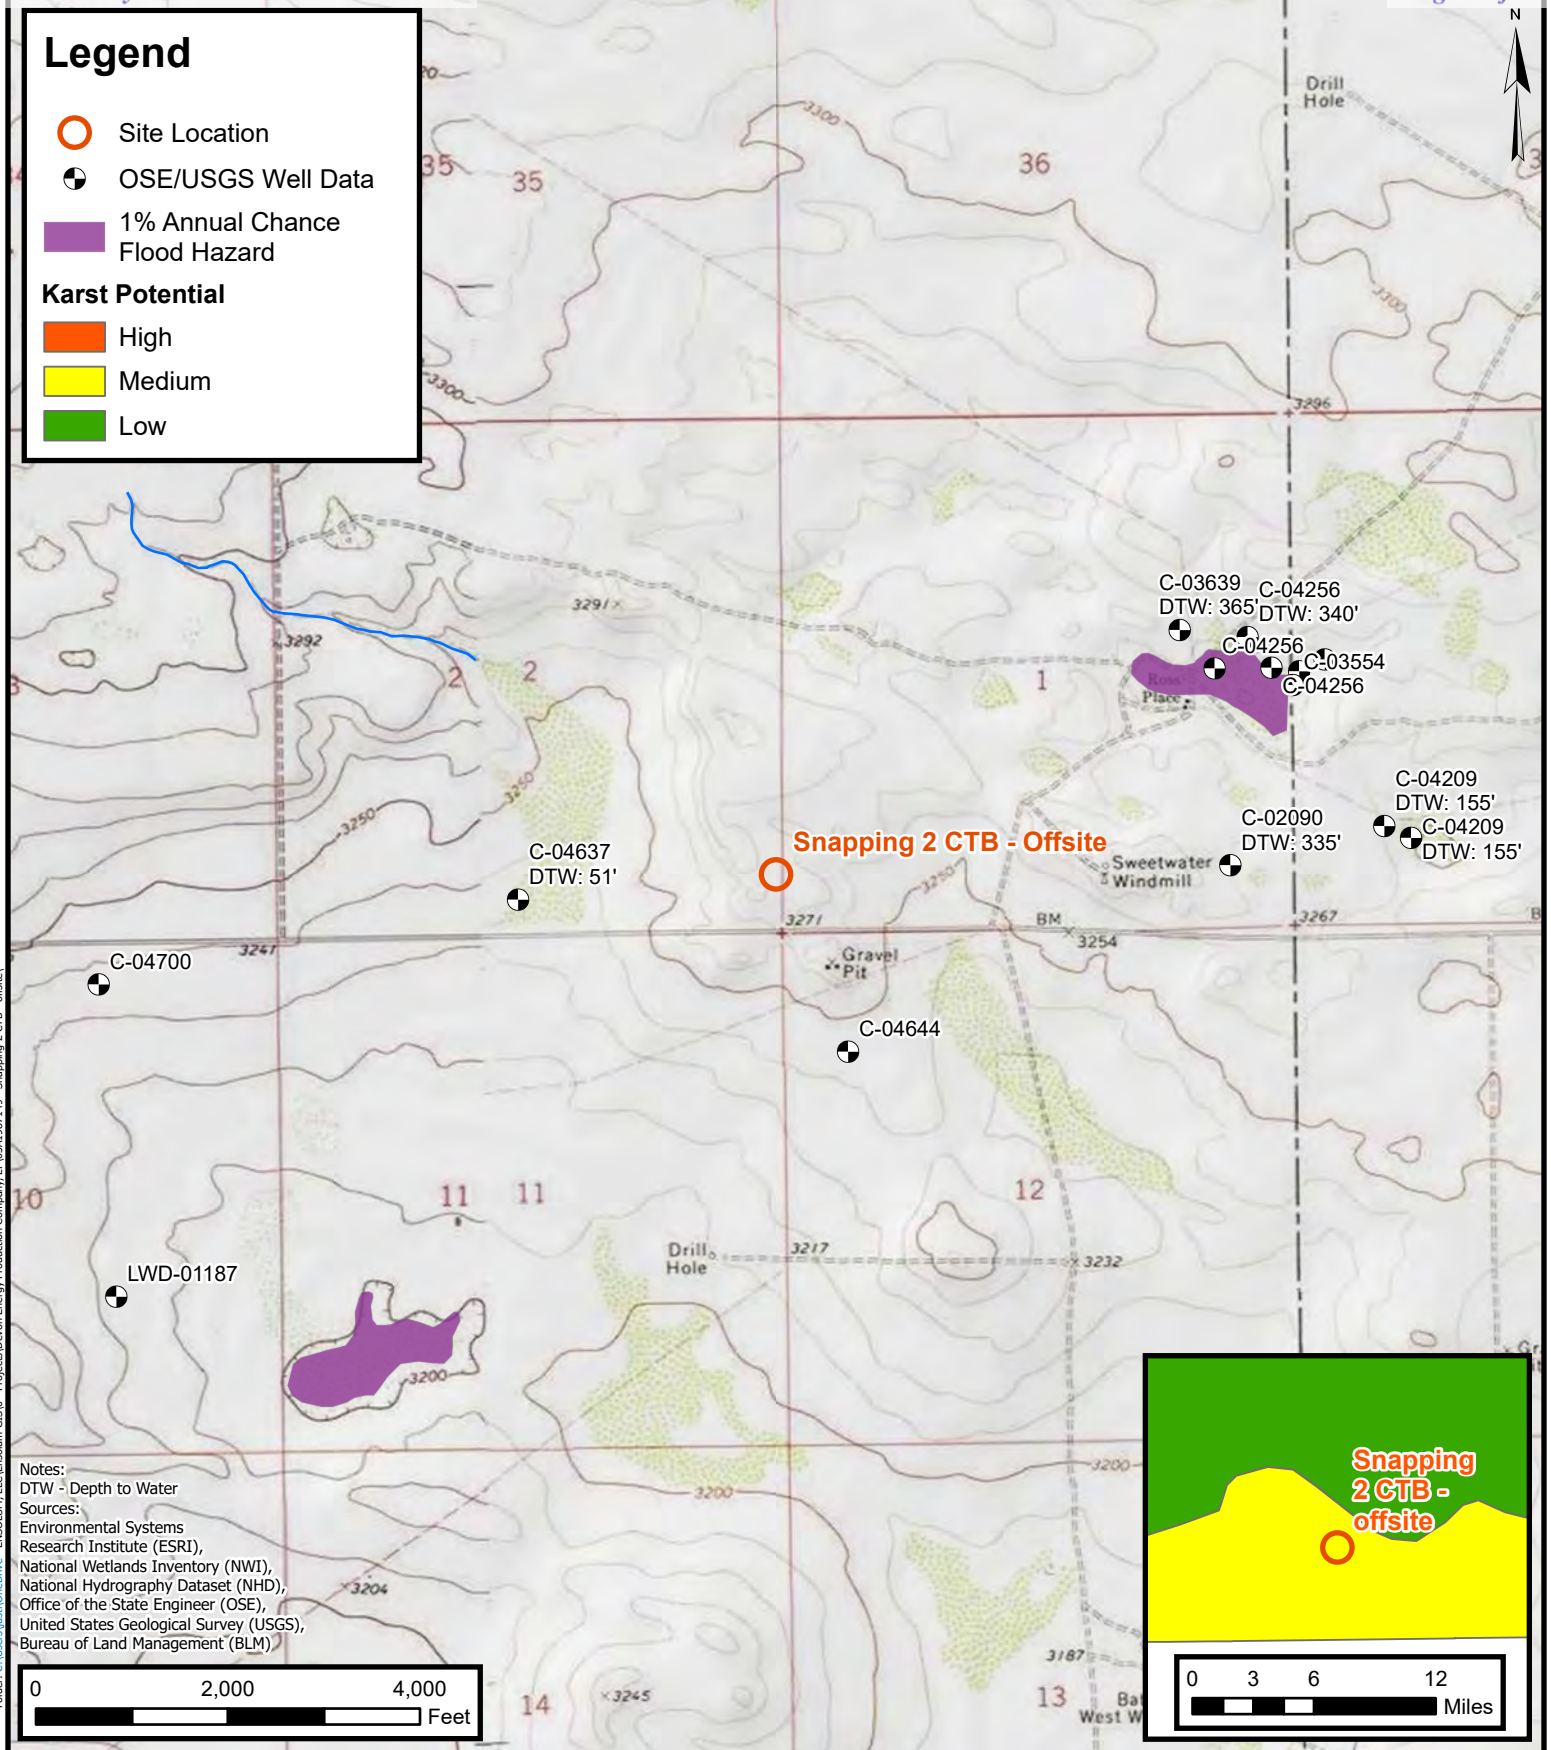 Legend
Site Location
OSE/USGS Well Data
1% Annual Chance
Flood Hazard
Karst Potential
High
Medium
Low
N
Drill
Hole
3300
35
35
36
3300
3300
3296
3291
3292
2
2
1
C-03639
DTW: 365'
C-04256
DTW: 340'
C-04256
C-03554
C-04256
Ross
Place
3250
3250
C-04209
DTW: 155'
C-04209
DTW: 155'
C-02090
DTW: 335'
Snapping 2 CTB - Offsite
C-04637
DTW: 51'
Sweetwater
Windmill
3250
3271
BM
3254
3267
3241
Gravel
Pit
C-04700
C-04644
10
11
11
12
Drill
Hole
3217
3232
LWD-01187
3200
3200
3200
Notes:
DTW - Depth to Water
Sources:
Environmental Systems
Research Institute (ESRI),
National Wetlands Inventory (NWI),
National Hydrography Dataset (NHD),
Office of the State Engineer (OSE),
United States Geological Survey (USGS),
Bureau of Land Management (BLM)
3204
3245
14
13
3187
West
0 2,000 4,000
Feet
Snapping
2 CTB -
offsite
0 3 6 12
Miles